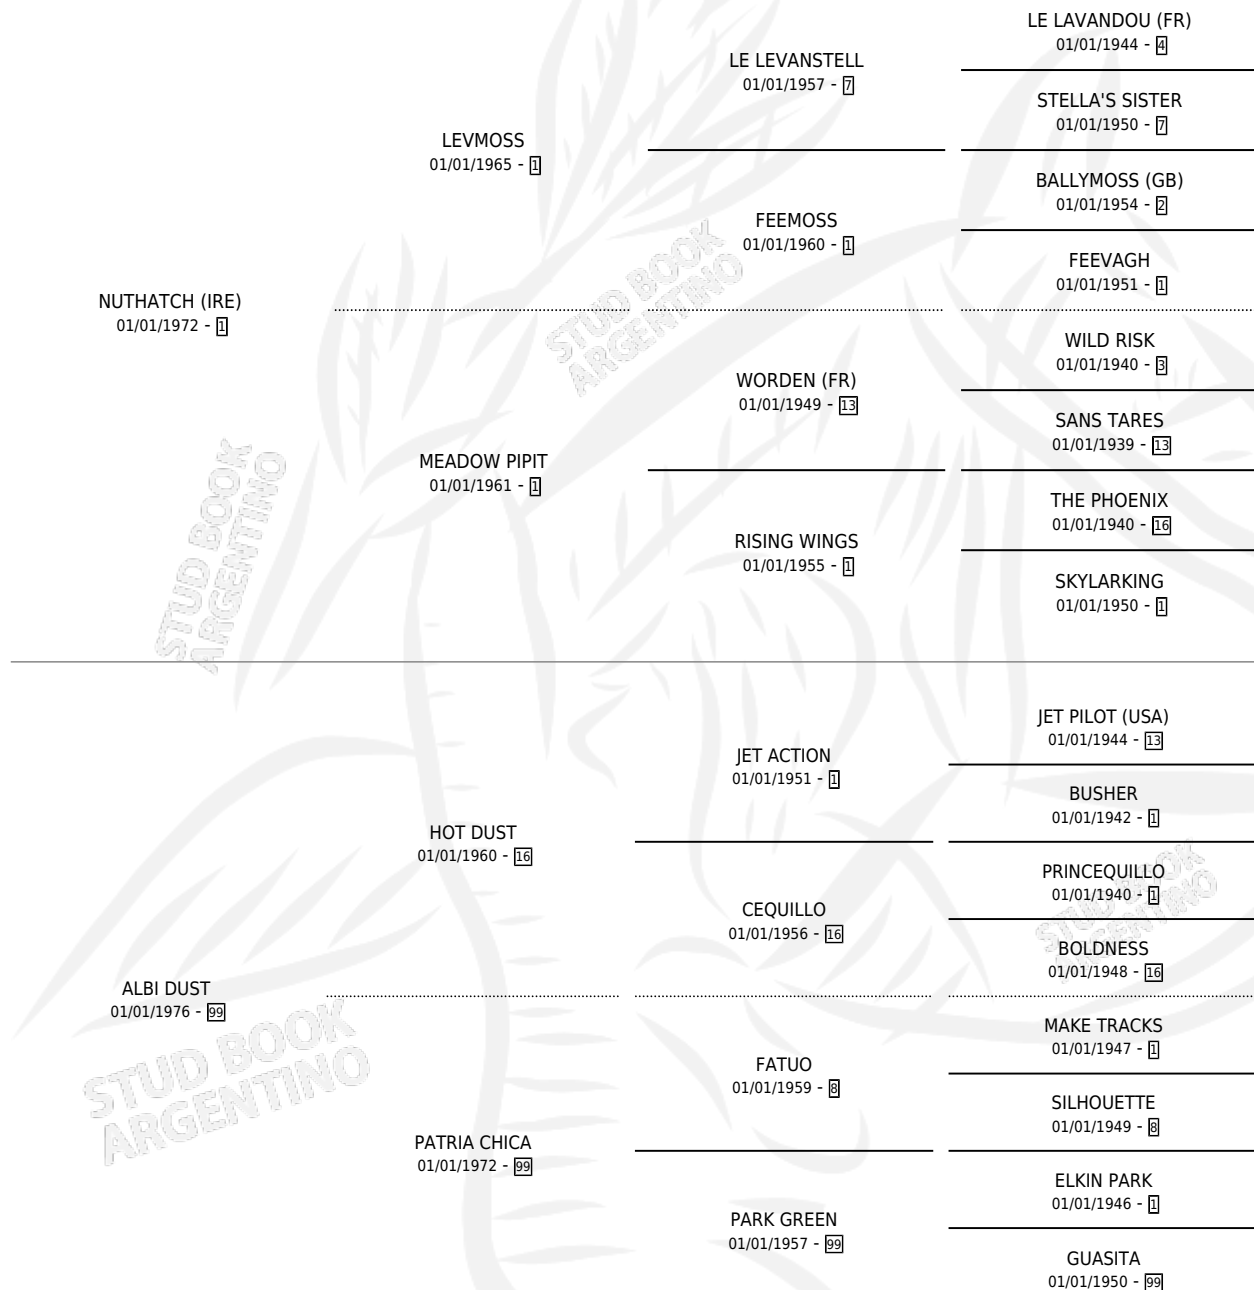 LE LAVANDOU (FR)
01/01/1944 - 4
LE LEVANSTELL
01/01/1957 - 7
STELLA'S SISTER
01/01/1950 - 7
LEVMOSS
01/01/1965 - 1
BALLYMOSS (GB)
01/01/1954 - 2
FEEMOSS
01/01/1960 - 1
FEEVAGH
01/01/1951 - 1
NUTHATCH (IRE)
01/01/1972 - 1
WILD RISK
01/01/1940 - 3
WORDEN (FR)
01/01/1949 - 13
SANS TARES
01/01/1939 - 13
MEADOW PIPIT
01/01/1961 - 1
THE PHOENIX
01/01/1940 - 16
RISING WINGS
01/01/1955 - 1
SKYLARKING
01/01/1950 - 1
JET PILOT (USA)
01/01/1944 - 13
JET ACTION
01/01/1951 - 1
BUSHER
01/01/1942 - 1
HOT DUST
01/01/1960 - 16
PRINCEQUILLO
01/01/1940 - 1
CEQUILLO
01/01/1956 - 16
BOLDNESS
01/01/1948 - 16
ALBI DUST
01/01/1976 - 99
MAKE TRACKS
01/01/1947 - 1
FATUO
01/01/1959 - 8
SILHOUETTE
01/01/1949 - 8
PATRIA CHICA
01/01/1972 - 99
ELKIN PARK
01/01/1946 - 1
PARK GREEN
01/01/1957 - 99
GUASITA
01/01/1950 - 99
STUD BOOK
ARGENTINO
STUD BOOK
ARGENTINO
STUD BOOK
ARGENTINO
STUD BOOK
ARGENTINO